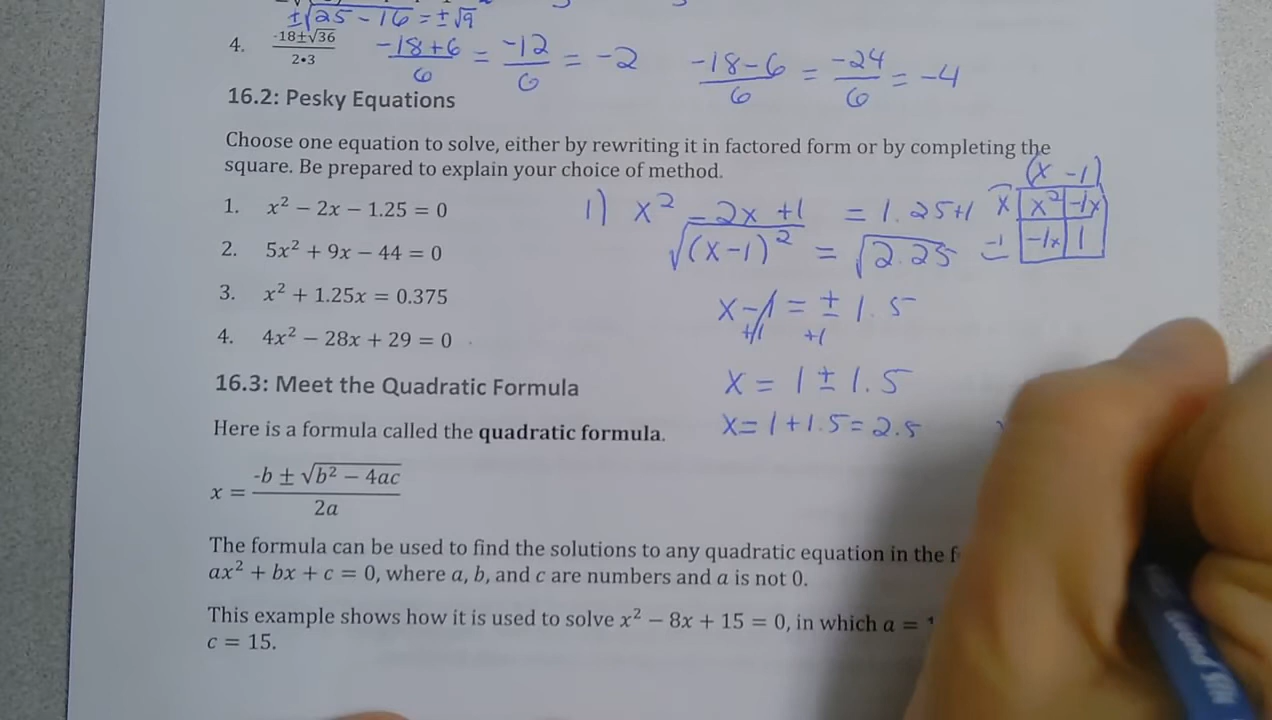 ±√25 - 16 = ±√9
4. -18±√36 / 2•3 -18+6 / 6 = -12 / 6 = -2 -18-6 / 6 = -24 / 6 = -4
16.2: Pesky Equations
Choose one equation to solve, either by rewriting it in factored form or by completing the
square. Be prepared to explain your choice of method.
(x -1)
1. x² − 2x − 1.25 = 0 1) x² - 2x +1 = 1.25+1 x x² -1x
√(x-1)² = √2.25 -1 -1x 1
2. 5x² + 9x − 44 = 0
3. x² + 1.25x = 0.375 x-1 = ± 1.5
+1 +1
4. 4x² − 28x + 29 = 0
16.3: Meet the Quadratic Formula x = 1 ± 1.5
Here is a formula called the quadratic formula. x = 1+1.5 = 2.5
x = -b ± √b² − 4ac / 2a
The formula can be used to find the solutions to any quadratic equation in the
ax² + bx + c = 0, where a, b, and c are numbers and a is not 0.
This example shows how it is used to solve x² − 8x + 15 = 0, in which a =
c = 15.